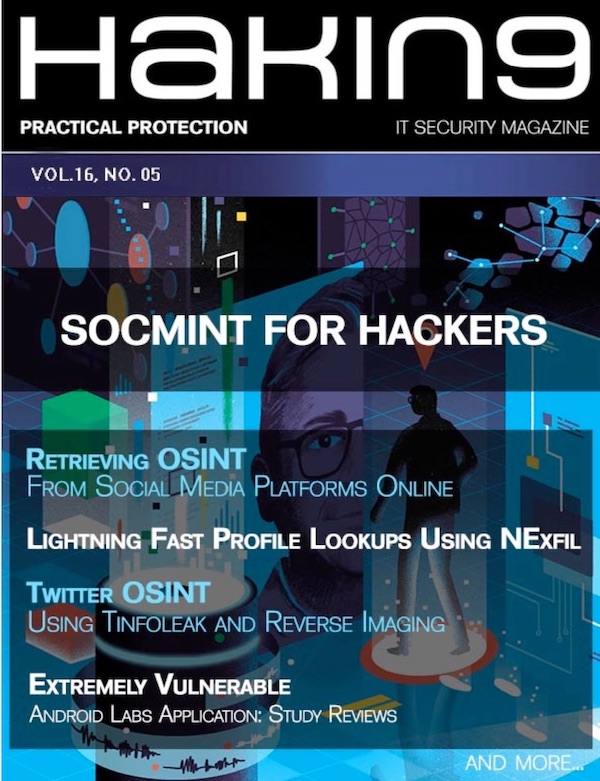 Haking
PRACTICAL PROTECTION
IT SECURITY MAGAZINE
VOL.16, NO. 05
SOCMINT FOR HACKERS
RETRIEVING OSINT
FROM SOCIAL MEDIA PLATFORMS ONLINE
LIGHTNING FAST PROFILE LOOKUPS USING NEXFIL
TWITTER OSINT
USING TINFOLEAK AND REVERSE IMAGING
EXTREMELY VULNERABLE
ANDROID LABS APPLICATION: STUDY REVIEWS
AND MORE...